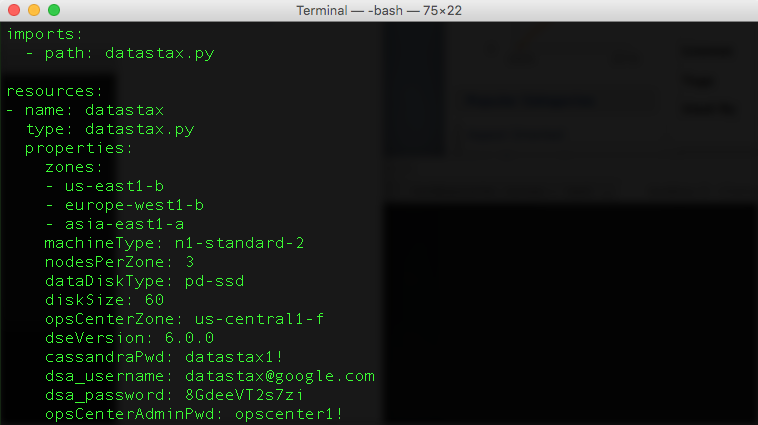 Terminal — -bash — 75×22
imports:
  - path: datastax.py

resources:
- name: datastax
  type: datastax.py
  properties:
    zones:
    - us-east1-b
    - europe-west1-b
    - asia-east1-a
    machineType: n1-standard-2
    nodesPerZone: 3
    dataDiskType: pd-ssd
    diskSize: 60
    opsCenterZone: us-central1-f
    dseVersion: 6.0.0
    cassandraPwd: datastax1!
    dsa_username: datastax@google.com
    dsa_password: 8GdeeVT2s7zi
    opsCenterAdminPwd: opscenter1!